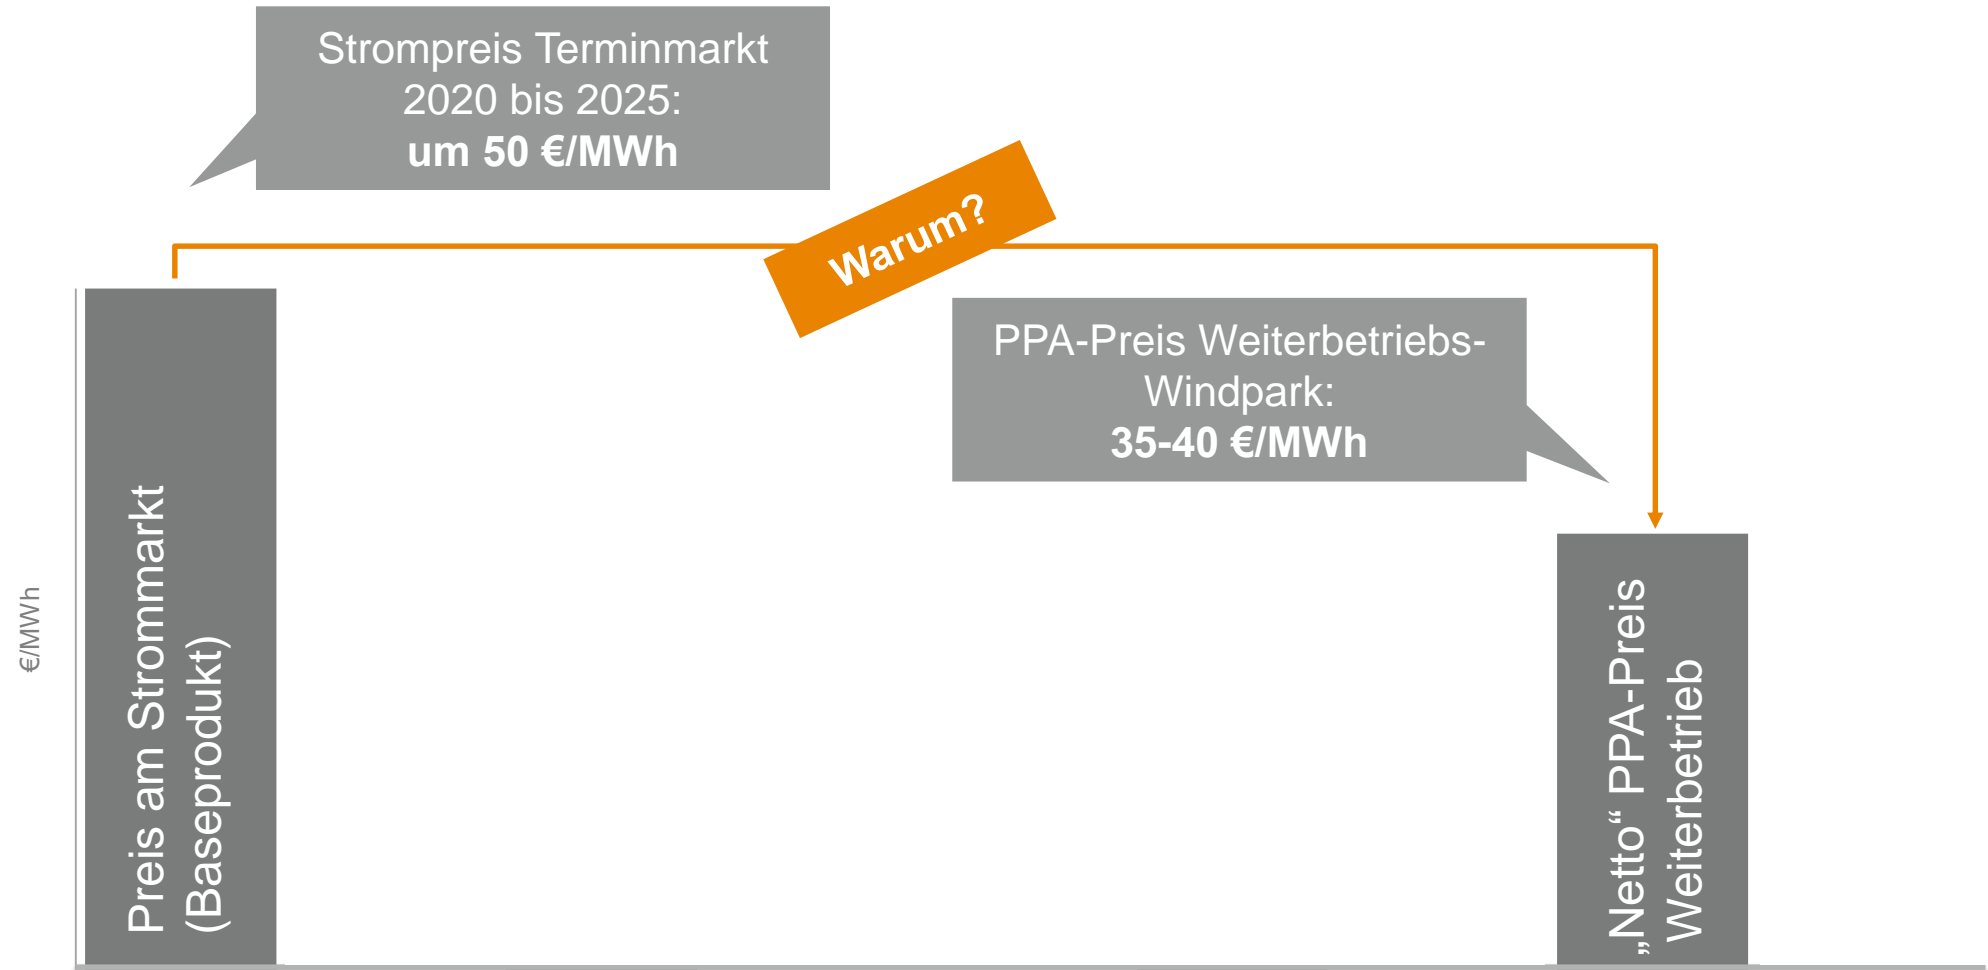 Strompreis Terminmarkt
2020 bis 2025:
um 50 €/MWh
Warum?
PPA-Preis Weiterbetriebs-
Windpark:
35-40 €/MWh
€/MWh
Preis am Strommarkt
(Baseprodukt)
„Netto“ PPA-Preis
Weiterbetrieb